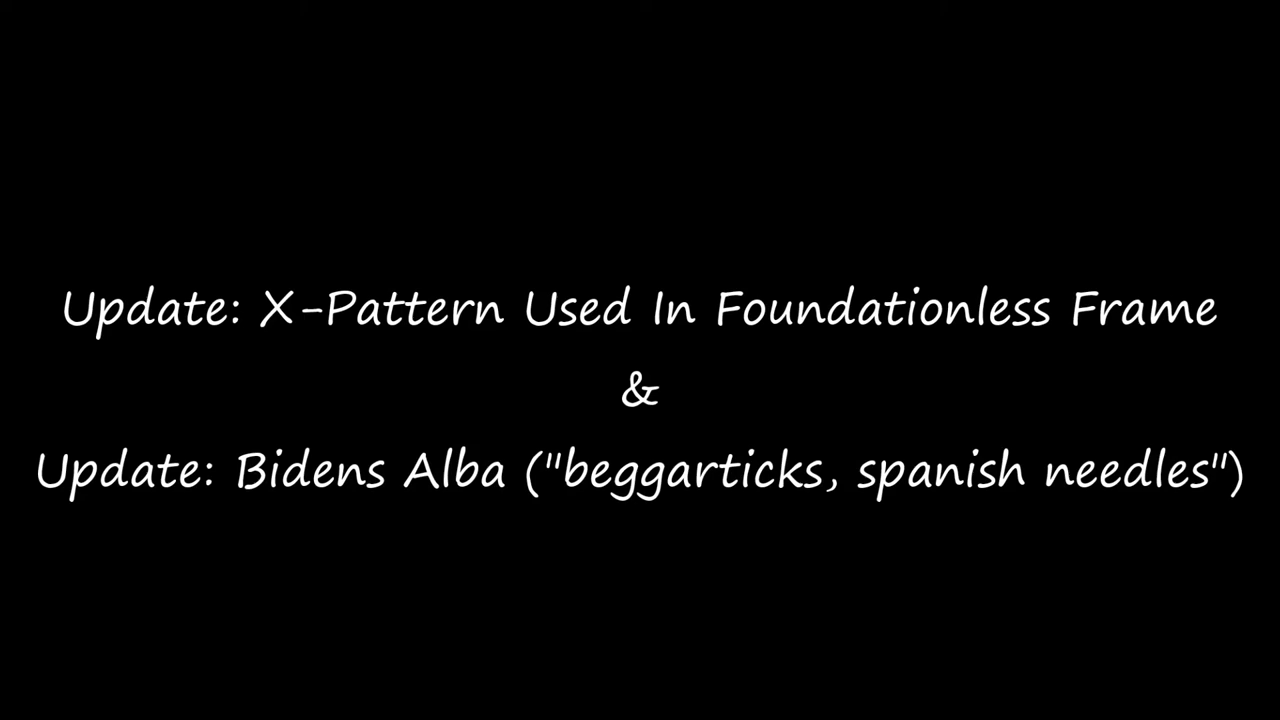 Update: X-Pattern Used In Foundationless Frame
&
Update: Bidens Alba ("beggarticks, spanish needles")